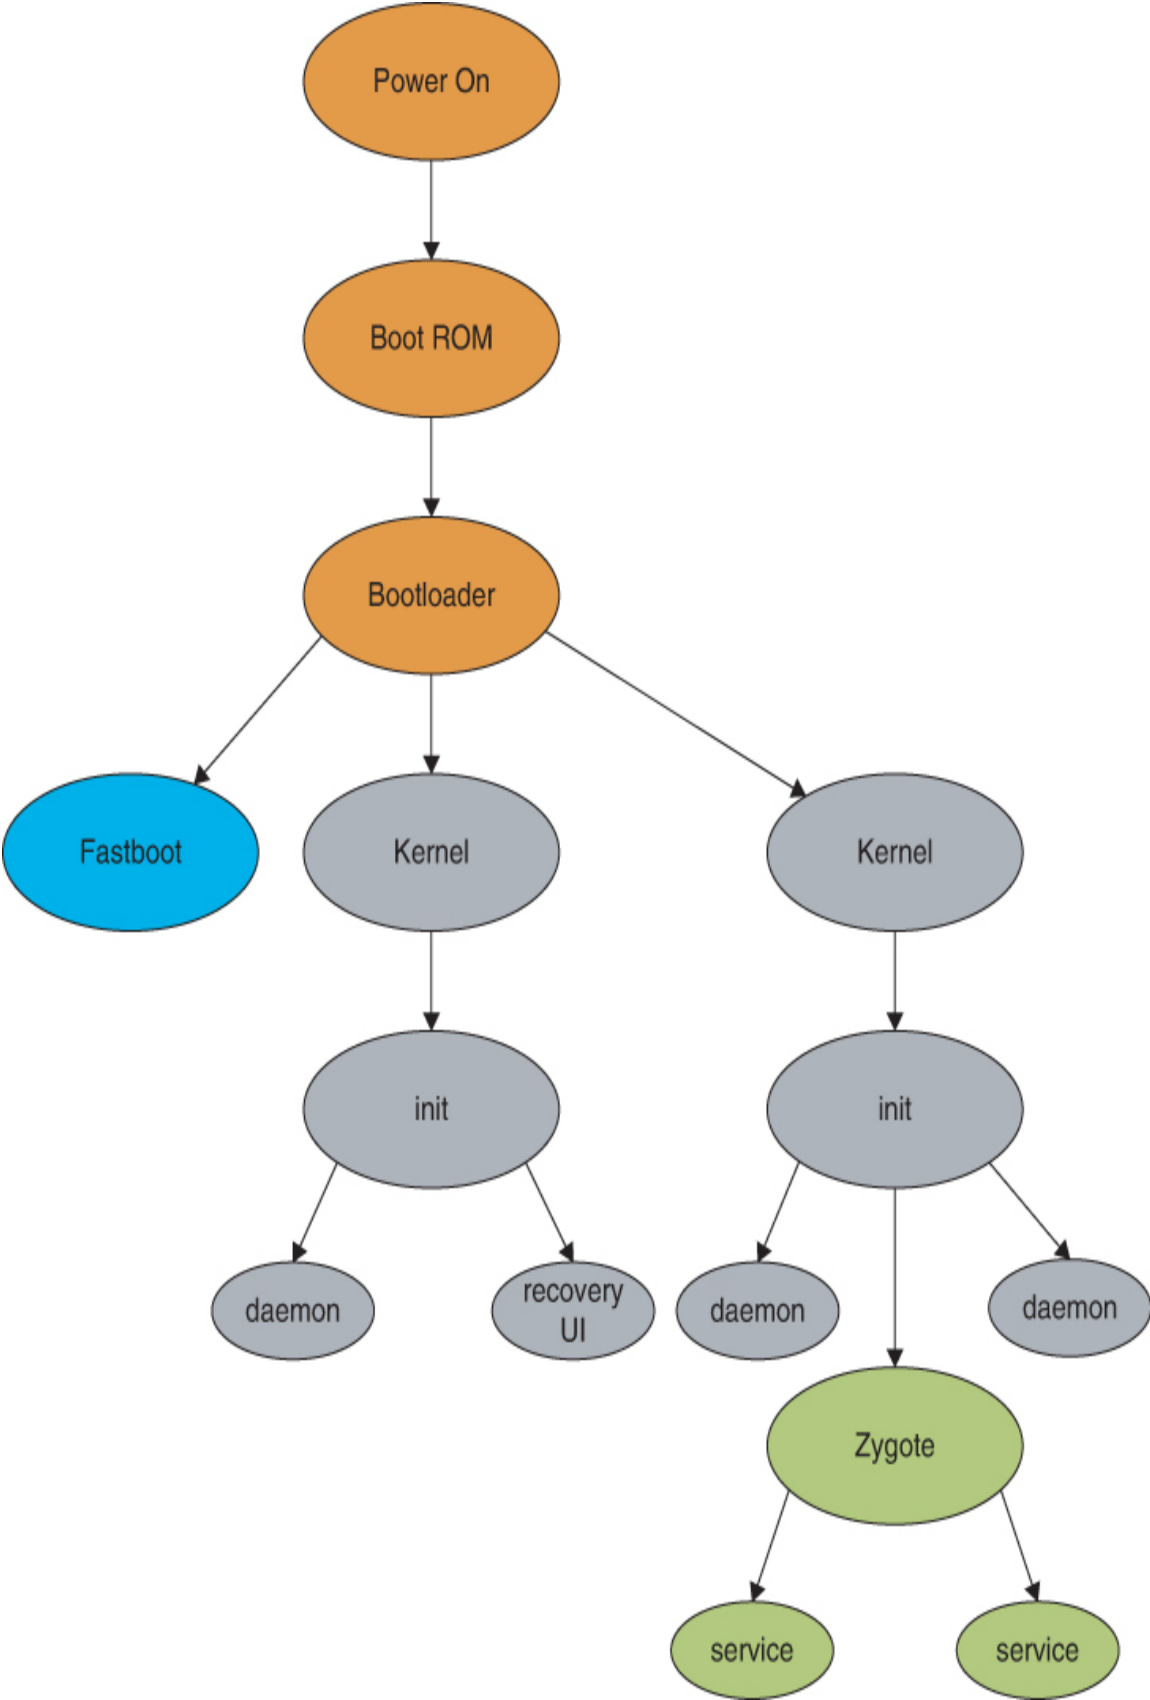 Power On
Boot ROM
Bootloader
Fastboot
Kernel
Kernel
init
init
daemon
recovery
UI
daemon
daemon
Zygote
service
service